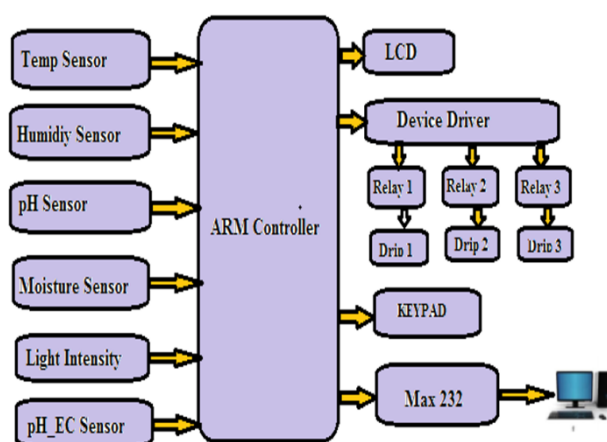 Temp Sensor
Humidiy Sensor
pH Sensor
Moisture Sensor
Light Intensity
pH_EC Sensor
ARM Controller
LCD
Device Driver
Relay 1
Relay 2
Relay 3
Drip 1
Drip 2
Drip 3
KEYPAD
Max 232